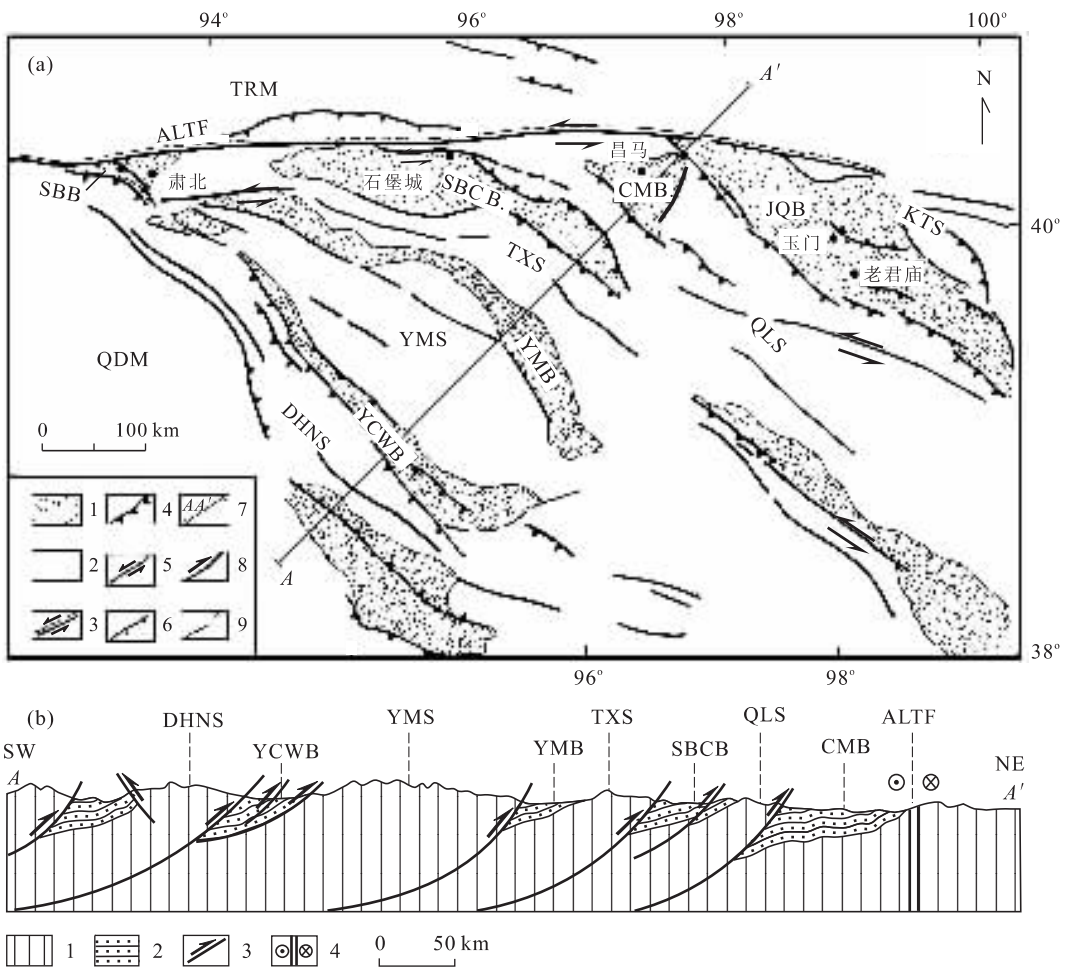 94° 96° 98° 100°
(a)
A′
TRM
N
ALTF
昌马
SBB
肃北
石堡城
SBC B.
CMB
JQB
KTS
40°
玉门
TXS
老君庙
QDM
YMS
QLS
YMB
0 100 km
DHNS
YCWB
1 4 AA′ 7
2 5 8
3 6 9
A
38°
96° 98°
(b)
DHNS YMS TXS QLS ALTF
SW YCWB YMB SBCB CMB NE
A A′
1 2 3 4 0 50 km